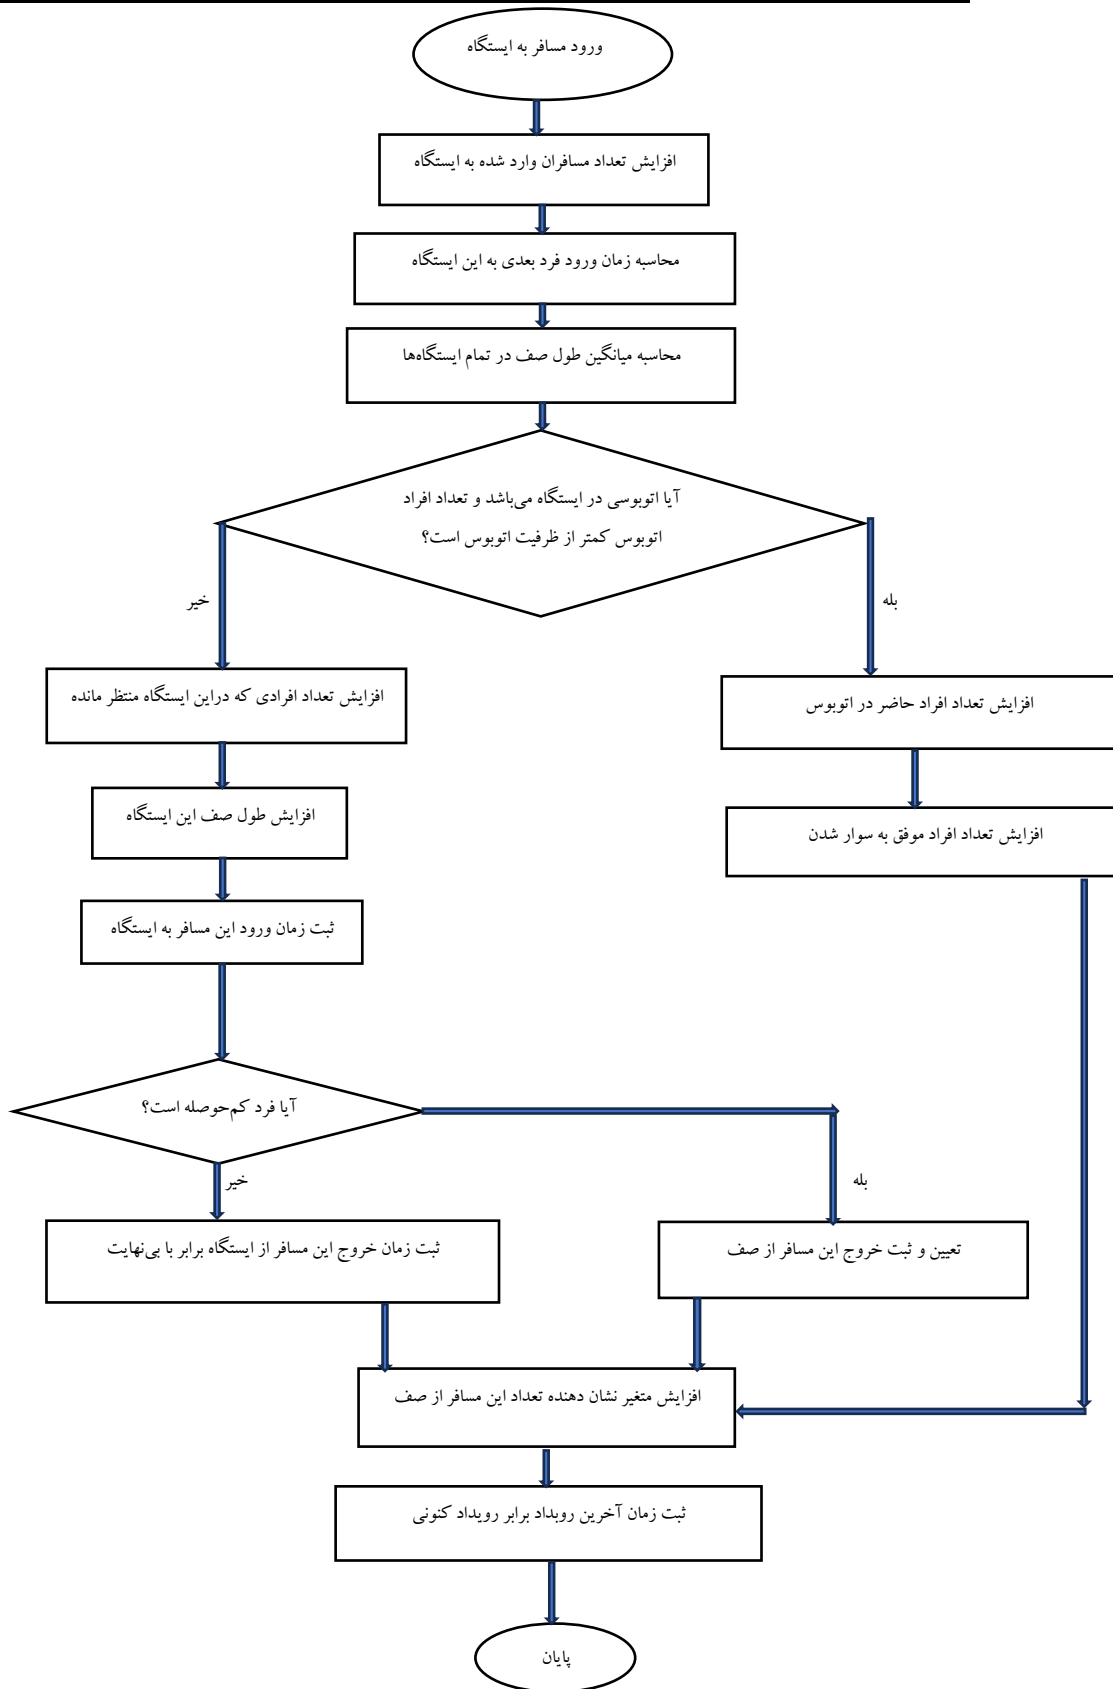 ورود مسافر به ایستگاه
افزایش تعداد مسافران وارد شده به ایستگاه
محاسبه زمان ورود فرد بعدی به این ایستگاه
محاسبه میانگین طول صف در تمام ایستگاه‌ها
آیا اتوبوسی در ایستگاه می‌باشد و تعداد افراد
اتوبوس کمتر از ظرفیت اتوبوس است؟
بله
خیر
افزایش تعداد افراد حاضر در اتوبوس
افزایش تعداد افراد موفق به سوار شدن
افزایش تعداد افرادی که دراین ایستگاه منتظر مانده
افزایش طول صف این ایستگاه
ثبت زمان ورود این مسافر به ایستگاه
آیا فرد کم‌حوصله است؟
بله
خیر
تعیین و ثبت خروج این مسافر از صف
ثبت زمان خروج این مسافر از ایستگاه برابر با بی‌نهایت
افزایش متغیر نشان دهنده تعداد این مسافر از صف
ثبت زمان آخرین روبداد برابر رویداد کنونی
پایان